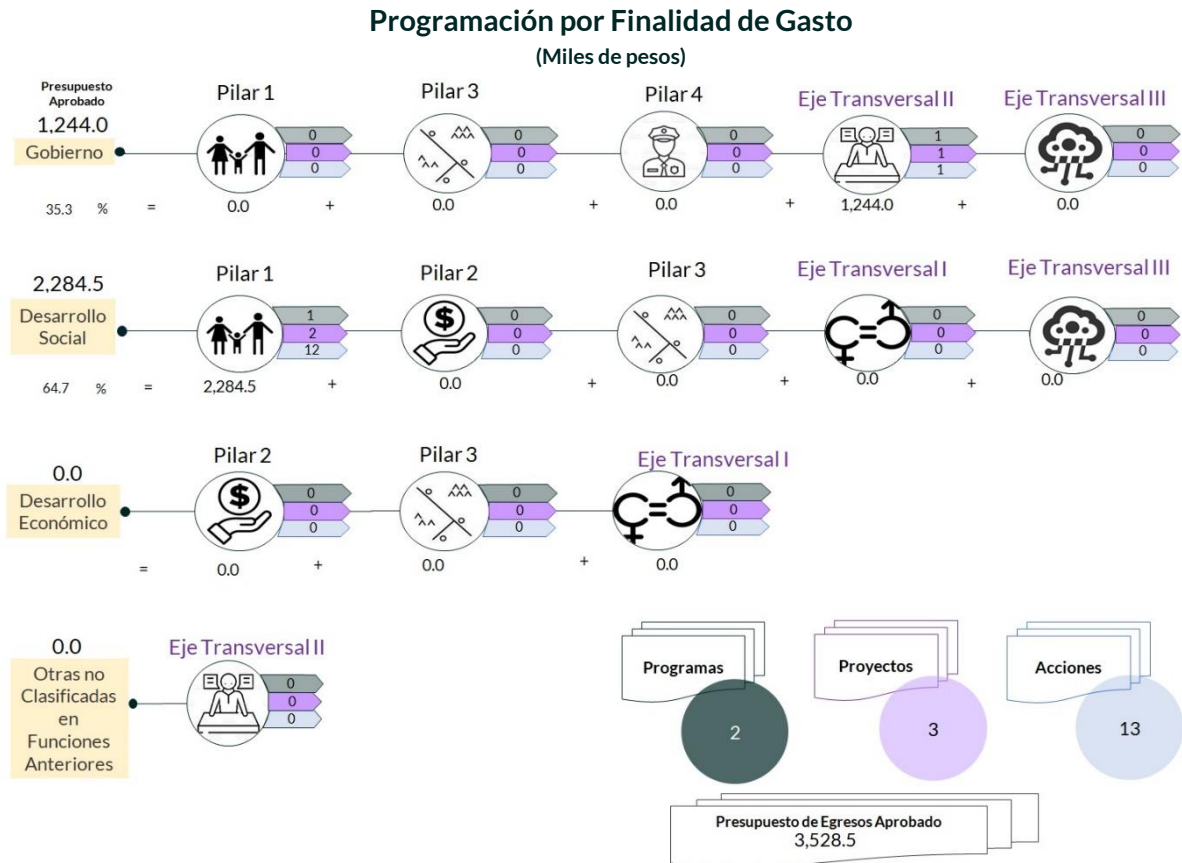 Programación por Finalidad de Gasto
(Miles de pesos)
Presupuesto
Aprobado
1,244.0
Gobierno
35.3 %
=
Pilar 1
0
0
0
0.0
+
Pilar 3
0
0
0
0.0
+
Pilar 4
0
0
0
0.0
+
Eje Transversal II
1
1
1
1,244.0
+
Eje Transversal III
0
0
0
0.0
2,284.5
Desarrollo
Social
64.7 %
=
Pilar 1
1
2
12
2,284.5
+
Pilar 2
$
0
0
0
0.0
+
Pilar 3
0
0
0
0.0
+
Eje Transversal I
0
0
0
0.0
+
Eje Transversal III
0
0
0
0.0
0.0
Desarrollo
Económico
=
Pilar 2
$
0
0
0
0.0
+
Pilar 3
0
0
0
0.0
+
Eje Transversal I
0
0
0
0.0
0.0
Otras no
Clasificadas
en
Funciones
Anteriores
Eje Transversal II
0
0
0
Programas
2
Proyectos
3
Acciones
13
Presupuesto de Egresos Aprobado
3,528.5